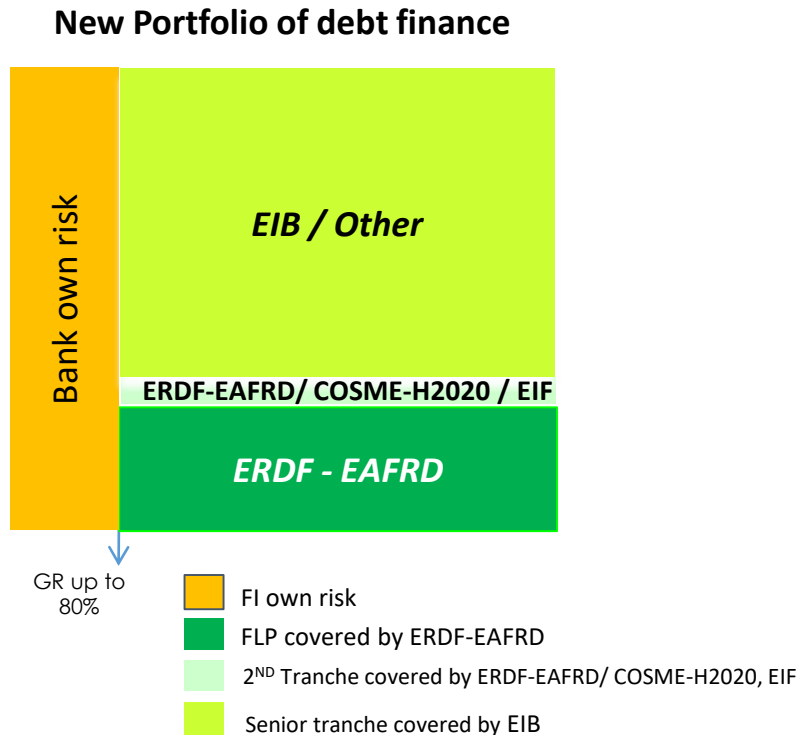 New Portfolio of debt finance
Bank own risk
EIB / Other
ERDF-EAFRD/ COSME-H2020 / EIF
ERDF - EAFRD
GR up to
80%
FI own risk
FLP covered by ERDF-EAFRD
2ND Tranche covered by ERDF-EAFRD/ COSME-H2020, EIF
Senior tranche covered by EIB